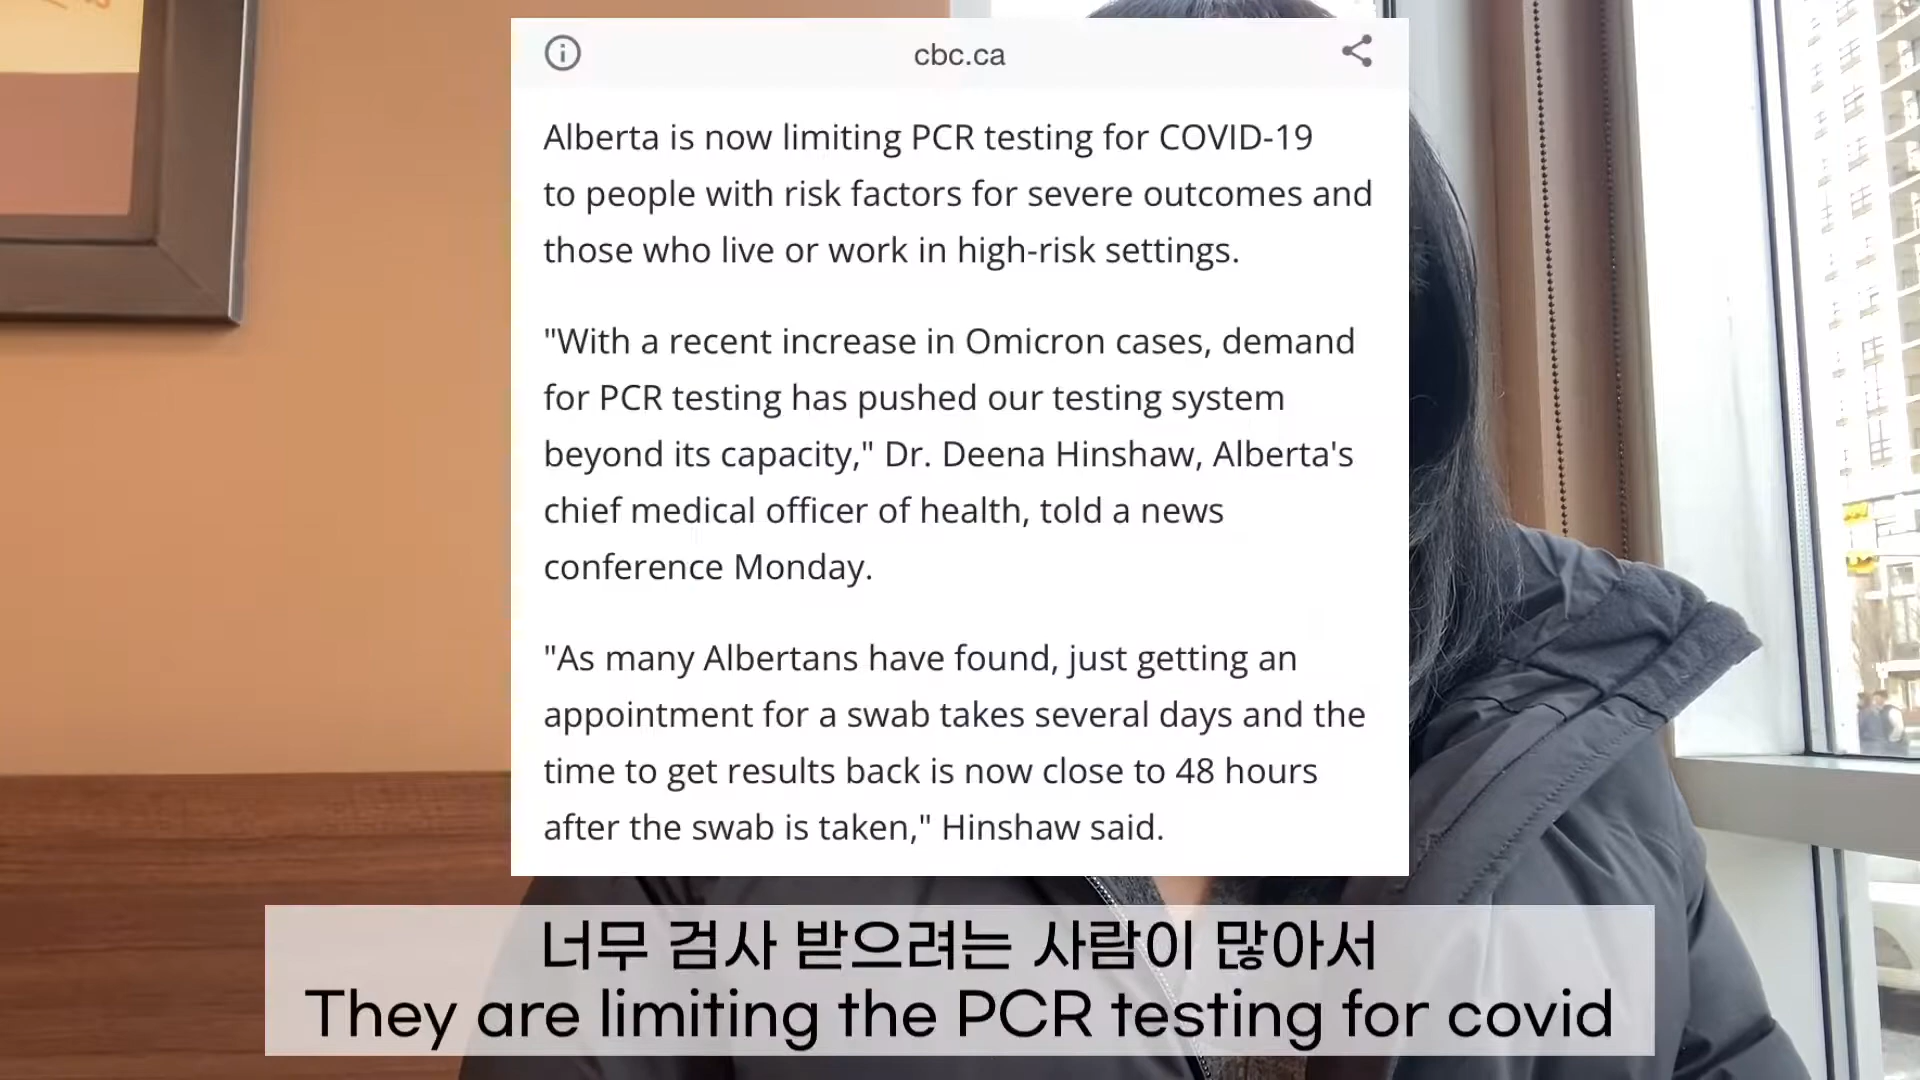 cbc.ca
Alberta is now limiting PCR testing for COVID-19
to people with risk factors for severe outcomes and
those who live or work in high-risk settings.
"With a recent increase in Omicron cases, demand
for PCR testing has pushed our testing system
beyond its capacity," Dr. Deena Hinshaw, Alberta's
chief medical officer of health, told a news
conference Monday.
"As many Albertans have found, just getting an
appointment for a swab takes several days and the
time to get results back is now close to 48 hours
after the swab is taken," Hinshaw said.
너무 검사 받으려는 사람이 많아서
They are limiting the PCR testing for covid